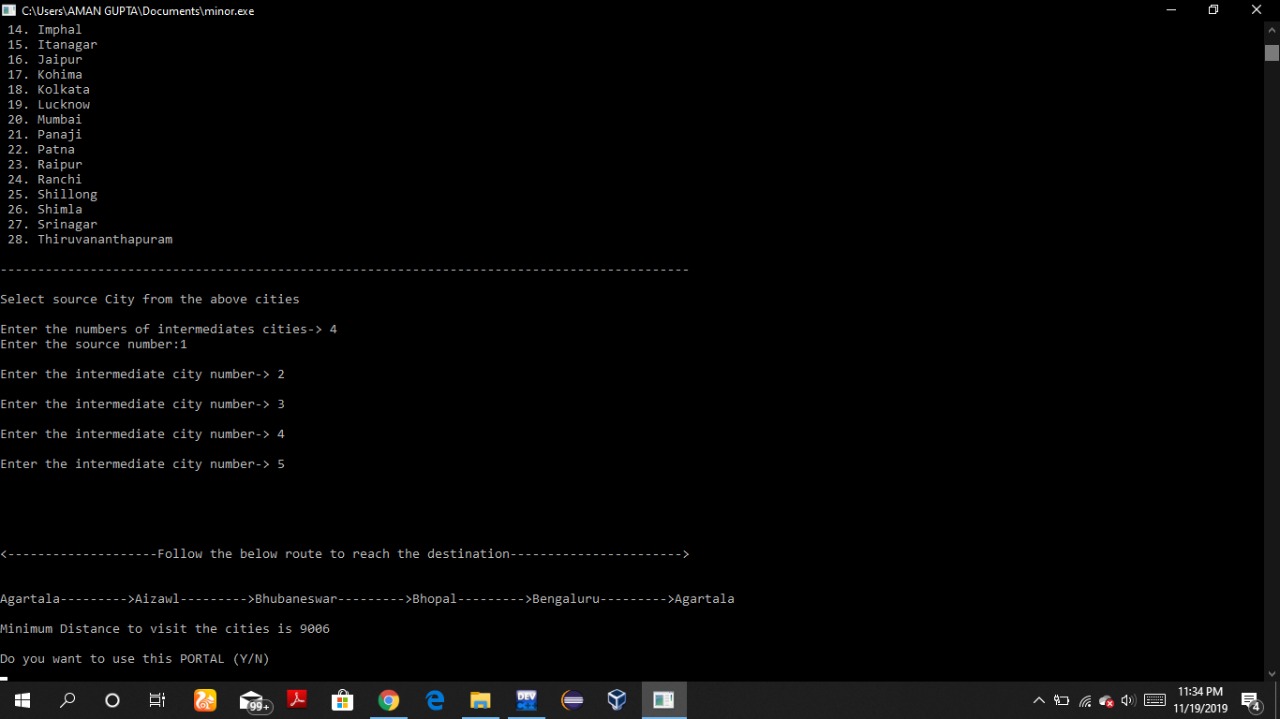 C:\Users\AMAN GUPTA\Documents\minor.exe
14. Imphal
15. Itanagar
16. Jaipur
17. Kohima
18. Kolkata
19. Lucknow
20. Mumbai
21. Panaji
22. Patna
23. Raipur
24. Ranchi
25. Shillong
26. Shimla
27. Srinagar
28. Thiruvananthapuram
--------------------------------------------------------------------------------------------
Select source City from the above cities
Enter the numbers of intermediates cities-> 4
Enter the source number:1
Enter the intermediate city number-> 2
Enter the intermediate city number-> 3
Enter the intermediate city number-> 4
Enter the intermediate city number-> 5
<--------------------Follow the below route to reach the destination----------------------->
Agartala--------->Aizawl--------->Bhubaneswar--------->Bhopal--------->Bengaluru--------->Agartala
Minimum Distance to visit the cities is 9006
Do you want to use this PORTAL (Y/N)
99+
DEV
11:34 PM
11/19/2019
4